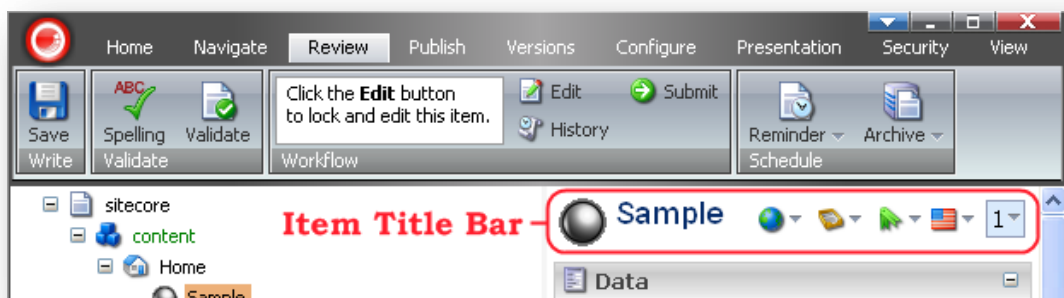 Home Navigate Review Publish Versions Configure Presentation Security View
Click the Edit button
to lock and edit this item.
ABC
Edit Submit
History
Save Spelling Validate Reminder Archive
Write Validate Workflow Schedule
sitecore
content
Home
Sample
Item Title Bar
Sample 1
Data